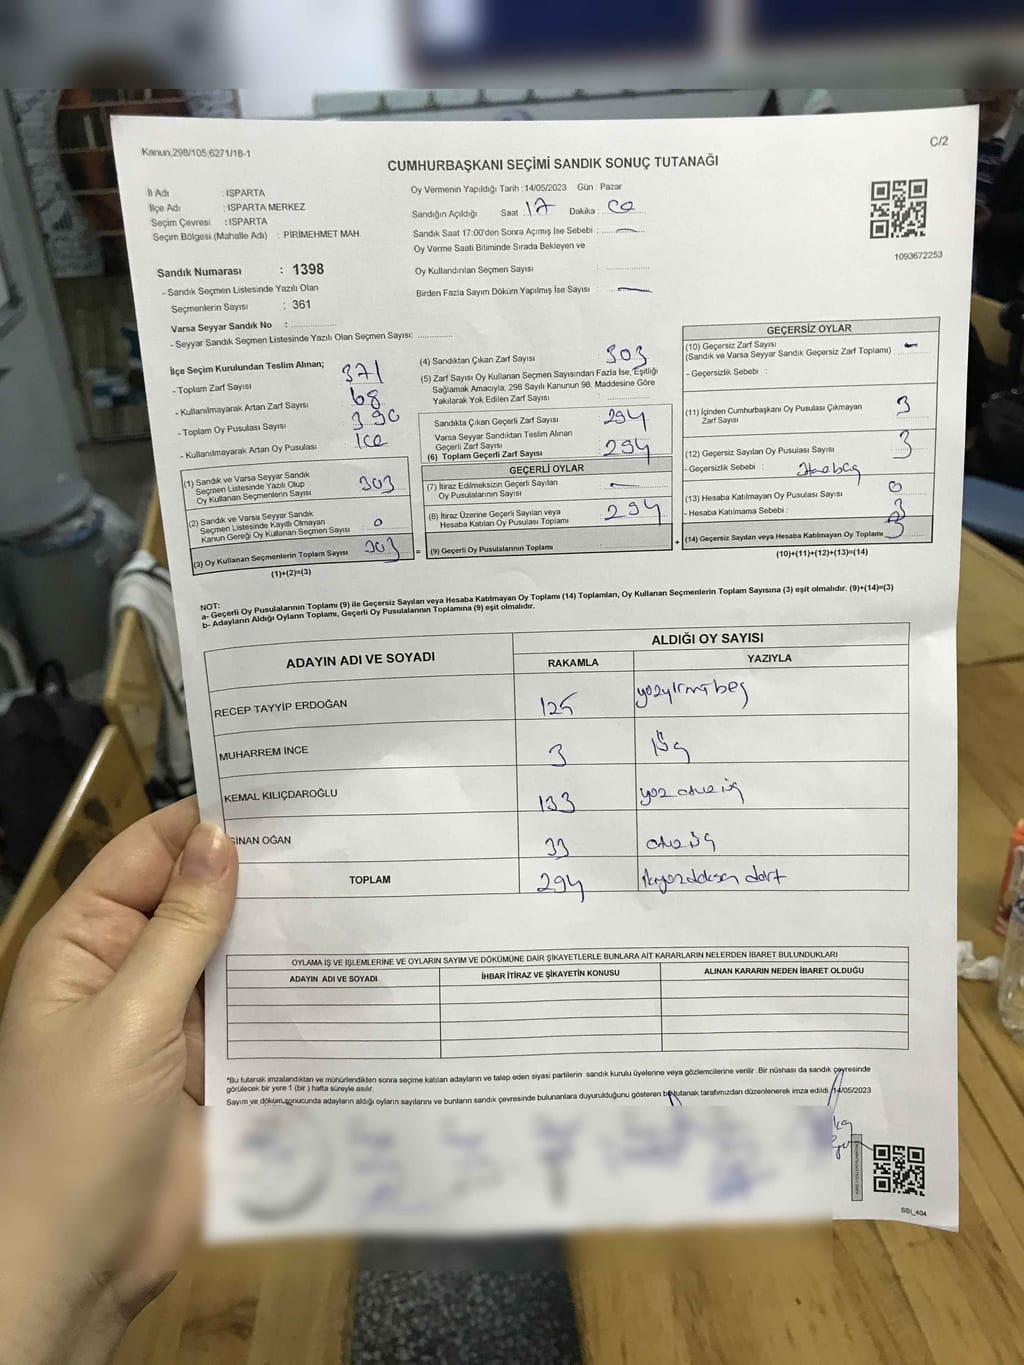 Kanun;298/105;6271/18-1
C/2
CUMHURBAŞKANI SEÇİMİ SANDIK SONUÇ TUTANAĞI
İl Adı : ISPARTA
İlçe Adı : ISPARTA MERKEZ
Seçim Çevresi : ISPARTA
Seçim Bölgesi (Mahalle Adı) : PİRİMEHMET MAH.
Oy Vermenin Yapıldığı Tarih : 14/05/2023 Gün : Pazar
Sandığın Açıldığı Saat : 17 Dakika : 00
Sandık Saat 17:00'den Sonra Açımış İse Sebebi :
Oy Verme Saati Bitiminde Sırada Bekleyen ve
Oy Kullandırılan Seçmen Sayısı :
Birden Fazla Sayım Döküm Yapılmış İse Sayısı :
1093672253
Sandık Numarası : 1398
- Sandık Seçmen Listesinde Yazılı Olan
Seçmenlerin Sayısı : 361
Varsa Seyyar Sandık No :
- Seyyar Sandık Seçmen Listesinde Yazılı Olan Seçmen Sayısı:
İlçe Seçim Kurulundan Teslim Alınan;
- Toplam Zarf Sayısı : 371
- Kullanılmayarak Artan Zarf Sayısı : 68
- Toplam Oy Pusulası Sayısı : 390
- Kullanılmayarak Artan Oy Pusulası :
(1) Sandık ve Varsa Seyyar Sandık
Seçmen Listesinde Yazılı Olup
Oy Kullanan Seçmenlerin Sayısı 303
(2) Sandık ve Varsa Seyyar Sandık
Seçmen Listesinde Kayıtlı Olmayan
Kanun Gereği Oy Kullanan Seçmen Sayısı 0
(3) Oy Kullanan Seçmenlerin Toplam Sayısı 303
(1)+(2)=(3)
(4) Sandıktan Çıkan Zarf Sayısı : 303
(5) Zarf Sayısı Oy Kullanan Seçmen Sayısından Fazla İse, Eşitliği
Sağlamak Amacıyla; 298 Sayılı Kanunun 98. Maddesine Göre
Yakılarak Yok Edilen Zarf Sayısı :
Sandıkta Çıkan Geçerli Zarf Sayısı : 294
Varsa Seyyar Sandıktan Teslim Alınan
Geçerli Zarf Sayısı :
(6) Toplam Geçerli Zarf Sayısı : 294
GEÇERLİ OYLAR
(7) İtiraz Edilmeksizin Geçerli Sayılan
Oy Pusulalarının Sayısı :
(8) İtiraz Üzerine Geçerli Sayılan veya
Hesaba Katılan Oy Pusulası Toplamı : 294
= (9) Geçerli Oy Pusulalarının Toplamı
GEÇERSİZ OYLAR
(10) Geçersiz Zarf Sayısı :
(Sandık ve Varsa Seyyar Sandık Geçersiz Zarf Toplamı)
- Geçersizlik Sebebi :
(11) İçinden Cumhurbaşkanı Oy Pusulası Çıkmayan
Zarf Sayısı : 3
(12) Geçersiz Sayılan Oy Pusulası Sayısı : 3
- Geçersizlik Sebebi :
(13) Hesaba Katılmayan Oy Pusulası Sayısı : 0
- Hesaba Katılmama Sebebi : 3
+ (14) Geçersiz Sayılan veya Hesaba Katılmayan Oy Toplamı 3
(10)+(11)+(12)+(13)=(14)
NOT:
a- Geçerli Oy Pusulalarının Toplamı (9) ile Geçersiz Sayılan veya Hesaba Katılmayan Oy Toplamı (14) Toplamları, Oy Kullanan Seçmenlerin Toplam Sayısına (3) eşit olmalıdır. (9)+(14)=(3)
b- Adayların Aldığı Oyların Toplamı, Geçerli Oy Pusulalarının Toplamına (9) eşit olmelıdır.
ADAYIN ADI VE SOYADI ALDIĞI OY SAYISI
RAKAMLA YAZIYLA
RECEP TAYYİP ERDOĞAN 125 yüzyirmibeş
MUHARREM İNCE 3 üç
KEMAL KILIÇDAROĞLU 133 yüz otuz üç
SİNAN OĞAN 33 otuz üç
TOPLAM 294 ikiyüzdoksan dört
OYLAMA İŞ VE İŞLEMLERİNE VE OYLARIN SAYIM VE DÖKÜMÜNE DAİR ŞİKAYETLERLE BUNLARA AİT KARARLARIN NELERDEN İBARET BULUNDUKLARI
ADAYIN ADI VE SOYADI İHBAR İTİRAZ VE ŞİKAYETİN KONUSU ALINAN KARARIN NEDEN İBARET OLDUĞU
*Bu tutanak imzalandıktan ve mühürlendikten sonra seçime katılan adayların ve talep eden siyasi partilerin sandık kurulu üyelerine veya gözlemcilerine verilir .Bir nüshası da sandık çevresinde
görülecek bir yere 1 (bir ) hafta süreyle asılır.
Sayım ve döküm sonucunda adayların aldığı oyların sayılarını ve bunların sandık çevresinde bulunanlara duyurulduğunu gösteren bu tutanak tarafımızdan düzenlenerek imza edildi. 14/05/2023
SSI_404